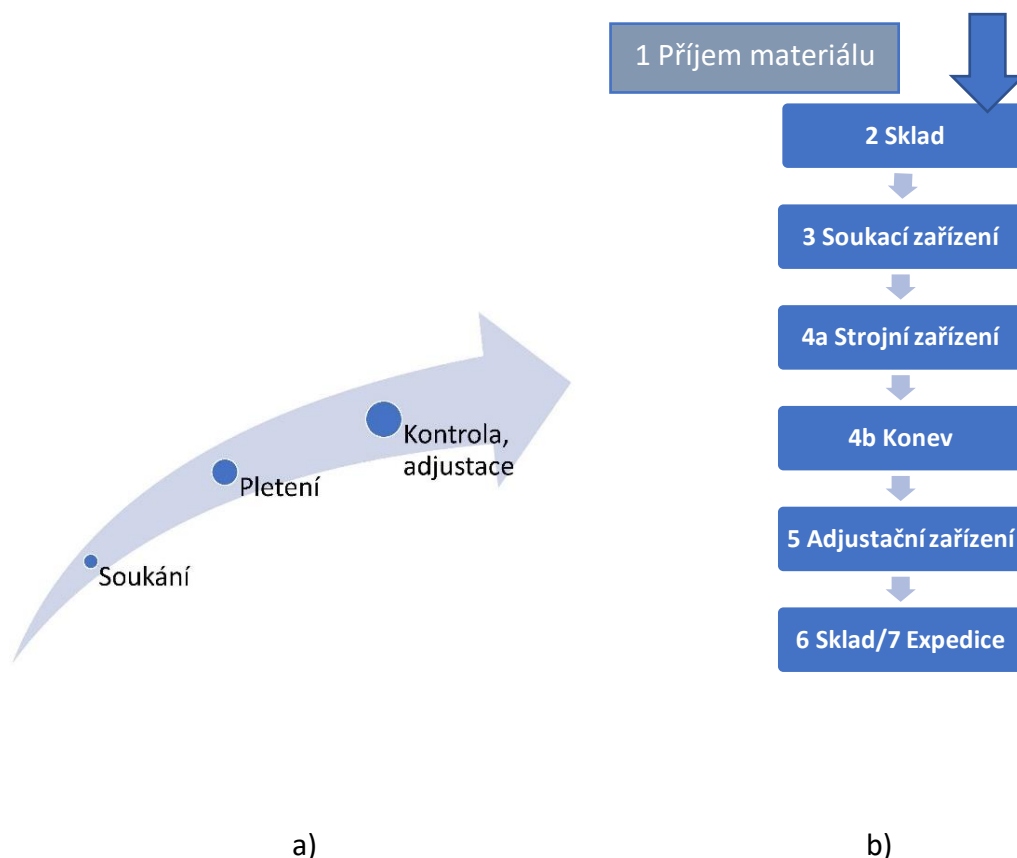 Soukání
Pletení
Kontrola,
adjustace
a)
1 Příjem materiálu
2 Sklad
3 Soukací zařízení
4a Strojní zařízení
4b Konev
5 Adjustační zařízení
6 Sklad/7 Expedice
b)